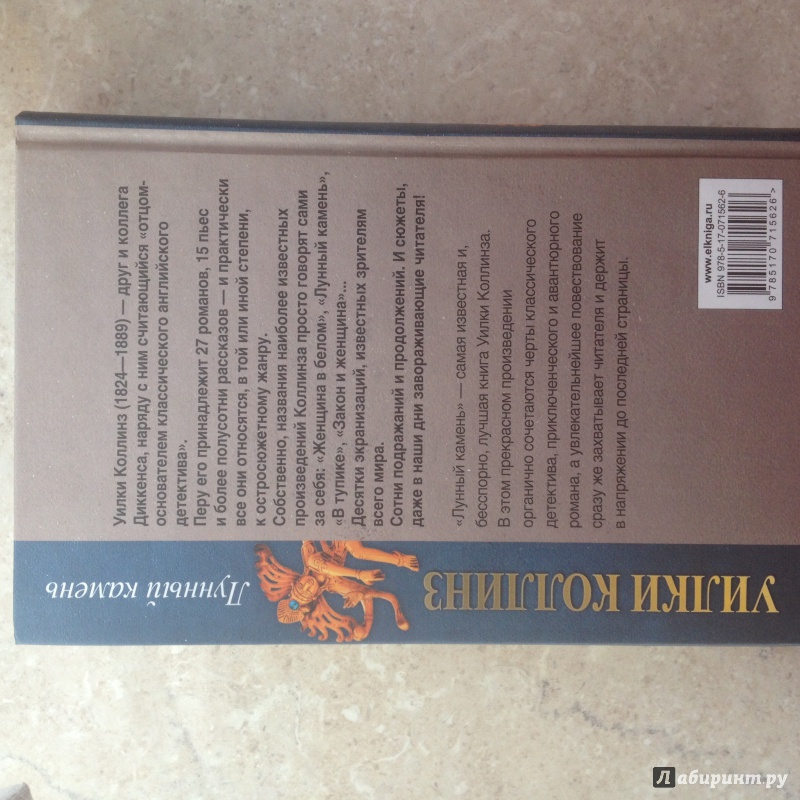 Уилки Коллинз (1824—1889) — друг и коллега
Диккенса, наряду с ним считающийся «отцом-
основателем классического английского
детектива».
Перу его принадлежит 27 романов, 15 пьес
и более полусотни рассказов — и практически
все они относятся, в той или иной степени,
к остросюжетному жанру.
Собственно, названия наиболее известных
произведений Коллинза просто говорят сами
за себя: «Женщина в белом», «Лунный камень»,
«В тупике», «Закон и женщина»...
Десятки экранизаций, известных зрителям
всего мира.
Сотни подражаний и продолжений. И сюжеты,
даже в наши дни завораживающие читателя!
«Лунный камень» — самая известная и,
бесспорно, лучшая книга Уилки Коллинза.
В этом прекрасном произведении
органично сочетаются черты классического
детектива, приключенческого и авантюрного
романа, а увлекательнейшее повествование
сразу же захватывает читателя и держит
в напряжении до последней страницы.
www.elkniga.ru
ISBN 978-5-17-071562-6
9 785170 715626 >
УИЛКИ КОЛЛИНЗ
Лунный камень
Лабиринт.ру